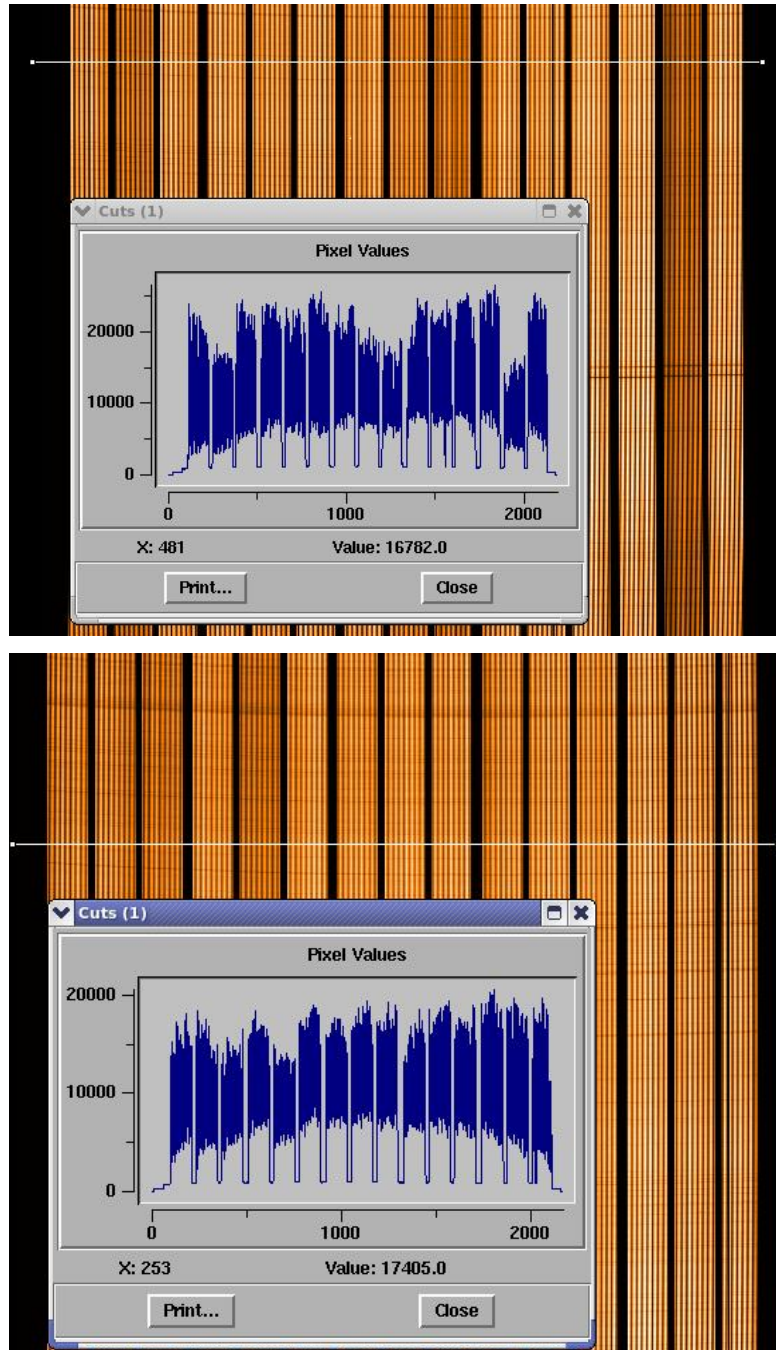 Cuts (1)
Pixel Values
20000
10000
0
0 1000 2000
X: 481 Value: 16782.0
Print... Close
Cuts (1)
Pixel Values
20000
10000
0
0 1000 2000
X: 253 Value: 17405.0
Print... Close